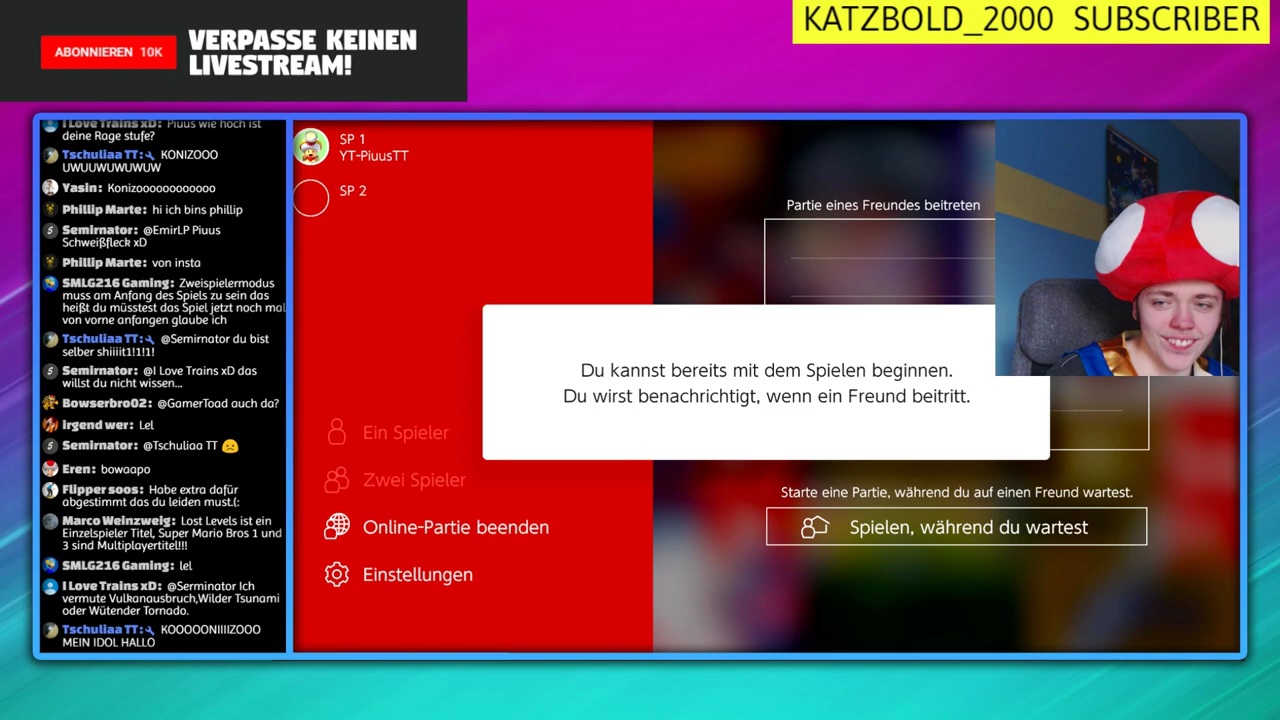 KATZBOLD_2000 SUBSCRIBER
ABONNIEREN 10K
VERPASSE KEINEN
LIVESTREAM!
I Love Trains xD: Piuus wie hoch ist
deine Rage stufe?
Tschuliaa TT: KONIZOOO
UWUUWUWUWUW
Yasin: Konizoooooooooooo
Phillip Marte: hi ich bins phillip
Semirnator: @EmirLP Piuus
Schweißfleck xD
Phillip Marte: von insta
SMLG216 Gaming: Zweispielermodus
muss am Anfang des Spiels zu sein das
heißt du müsstest das Spiel jetzt noch mal
von vorne anfangen glaube ich
Tschuliaa TT: @Semirnator du bist
selber shiiiit1!1!1!
Semirnator: @I Love Trains xD das
willst du nicht wissen...
Bowserbro02: @GamerToad auch da?
irgend wer: Lel
Semirnator: @Tschuliaa TT 🙁
Eren: bowaapo
Flipper soos: Habe extra dafür
abgestimmt das du leiden must.(:
Marco Weinzweig: Lost Levels ist ein
Einzelspieler Titel, Super Mario Bros 1 und
3 sind Multiplayertitel!!!
SMLG216 Gaming: lel
I Love Trains xD: @Serminator Ich
vermute Vulkanausbruch,Wilder Tsunami
oder Wütender Tornado.
Tschuliaa TT: KOOOOONIIIIZOOO
MEIN IDOL HALLO
SP 1
YT-PiuusTT
SP 2
Ein Spieler
Zwei Spieler
Online-Partie beenden
Einstellungen
Partie eines Freundes beitreten
Du kannst bereits mit dem Spielen beginnen.
Du wirst benachrichtigt, wenn ein Freund beitritt.
Starte eine Partie, während du auf einen Freund wartest.
Spielen, während du wartest